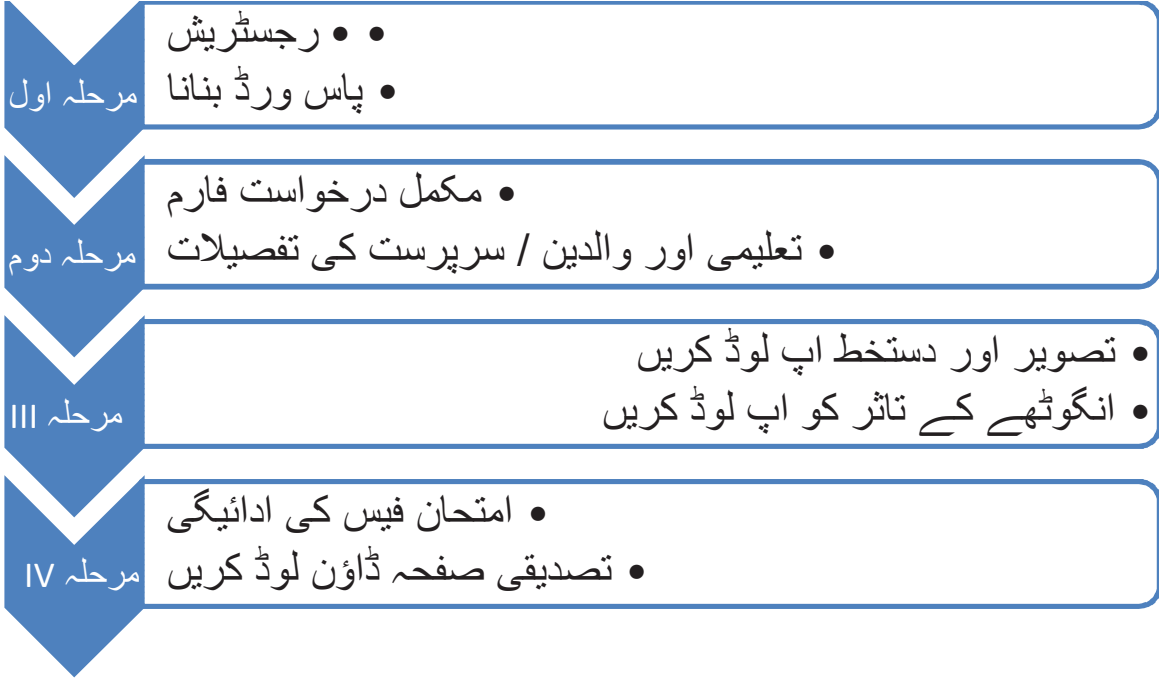 مرحلہ اول
• • رجسٹریش
• پاس ورڈ بنانا
مرحلہ دوم
• مکمل درخواست فارم
• تعلیمی اور والدین / سرپرست کی تفصیلات
مرحلہ III
• تصویر اور دستخط اپ لوڈ کریں
• انگوٹھے کے تاثر کو اپ لوڈ کریں
مرحلہ IV
• امتحان فیس کی ادائیگی
• تصدیقی صفحہ ڈاؤن لوڈ کریں